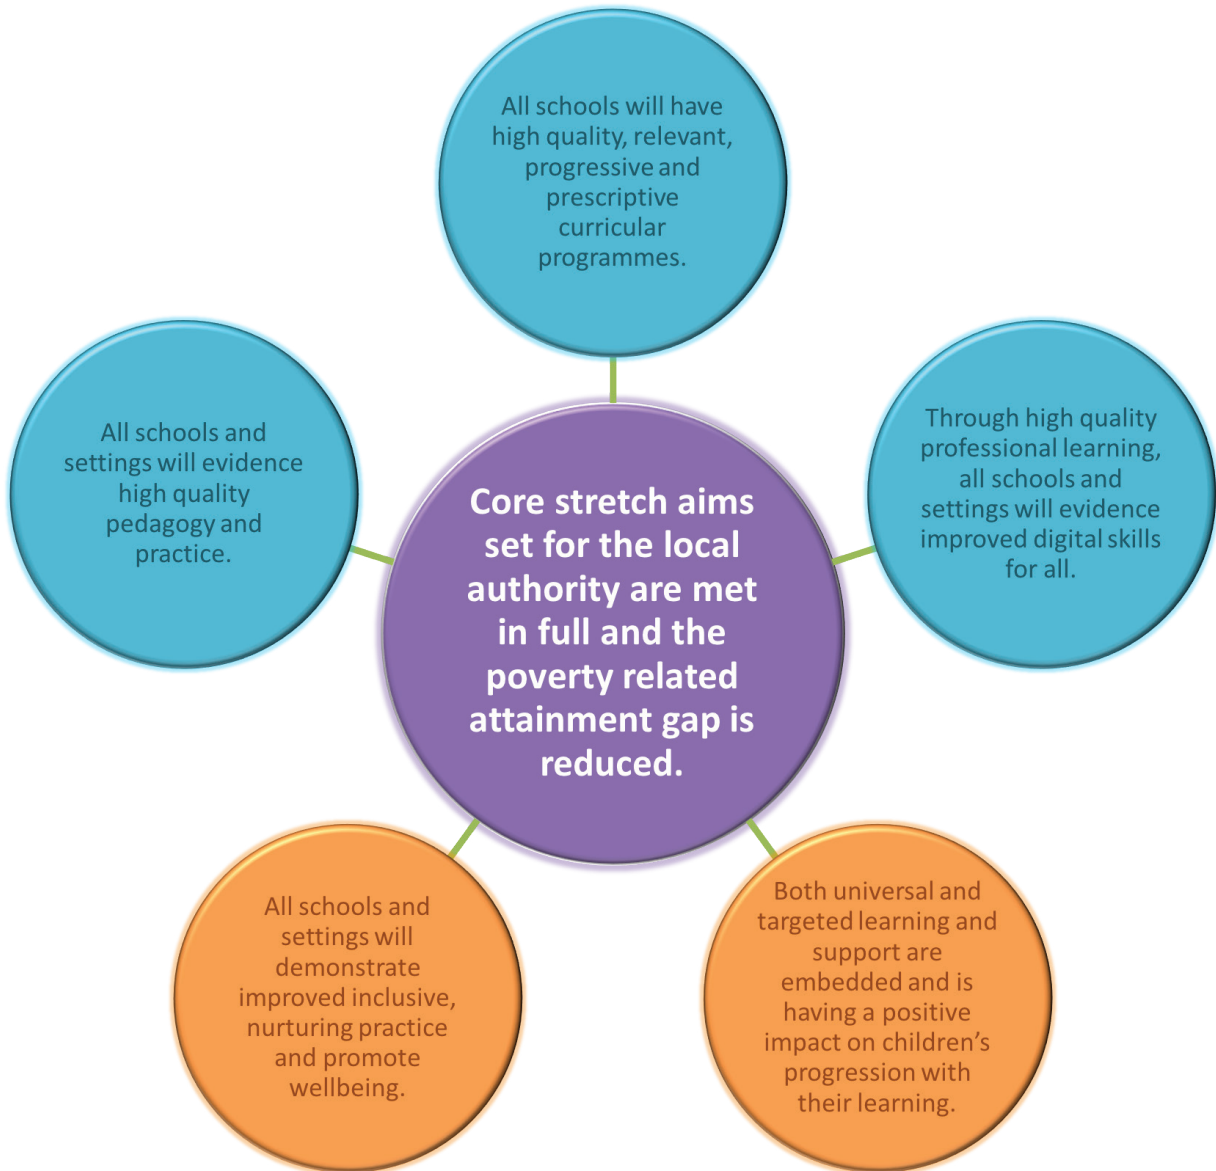 All schools will have
high quality, relevant,
progressive and
prescriptive
curricular
programmes.
All schools and
settings will evidence
high quality
pedagogy and
practice.
Through high quality
professional learning,
all schools and
settings will evidence
improved digital skills
for all.
Core stretch aims
set for the local
authority are met
in full and the
poverty related
attainment gap is
reduced.
All schools and
settings will
demonstrate
improved inclusive,
nurturing practice
and promote
wellbeing.
Both universal and
targeted learning and
support are
embedded and is
having a positive
impact on children’s
progression with
their learning.